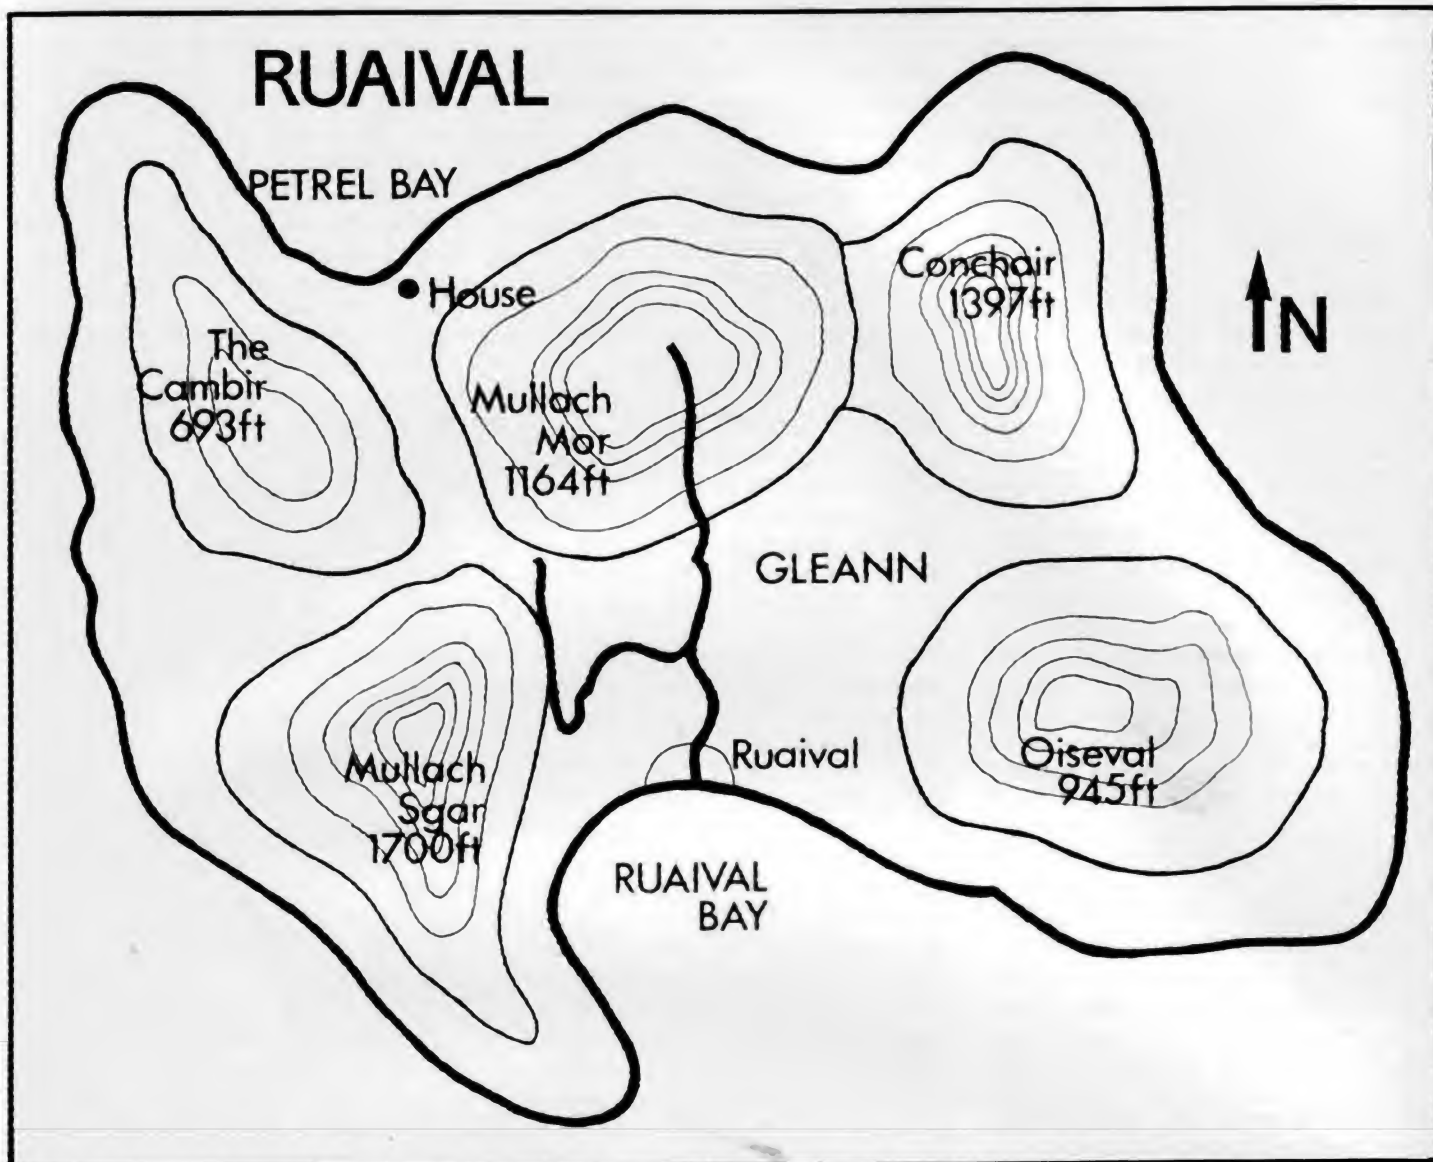 RUAIVAL
PETREL BAY
House
Conchair
1397ft
N
The
Cambir
693ft
Mullach
Mor
1164ft
GLEANN
Ruaival
Oiseval
945ft
Mullach
Sgar
1700ft
RUAIVAL
BAY